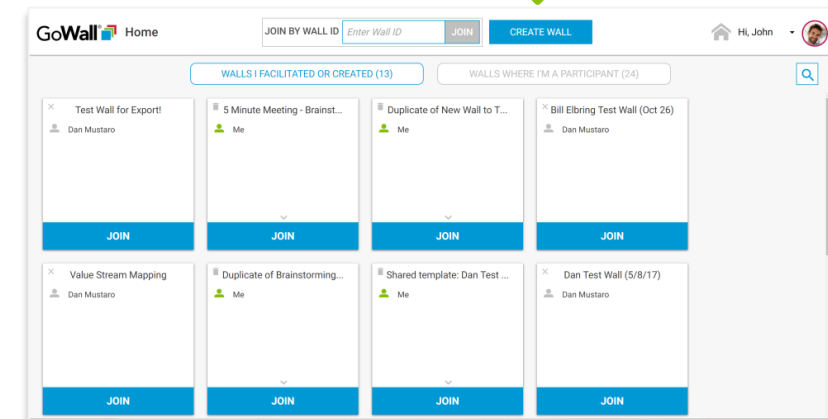 GoWall Home
JOIN BY WALL ID Enter Wall ID JOIN CREATE WALL Hi, John
WALLS I FACILITATED OR CREATED (13) WALLS WHERE I'M A PARTICIPANT (24)
Test Wall for Export! 5 Minute Meeting - Brainst... Duplicate of New Wall to T... Bill Elbring Test Wall (Oct 26)
Dan Mustaro Me Me Dan Mustaro
JOIN JOIN JOIN JOIN
Value Stream Mapping Duplicate of Brainstorming... Shared template: Dan Test ... Dan Test Wall (5/8/17)
Dan Mustaro Me Me Dan Mustaro
JOIN JOIN JOIN JOIN